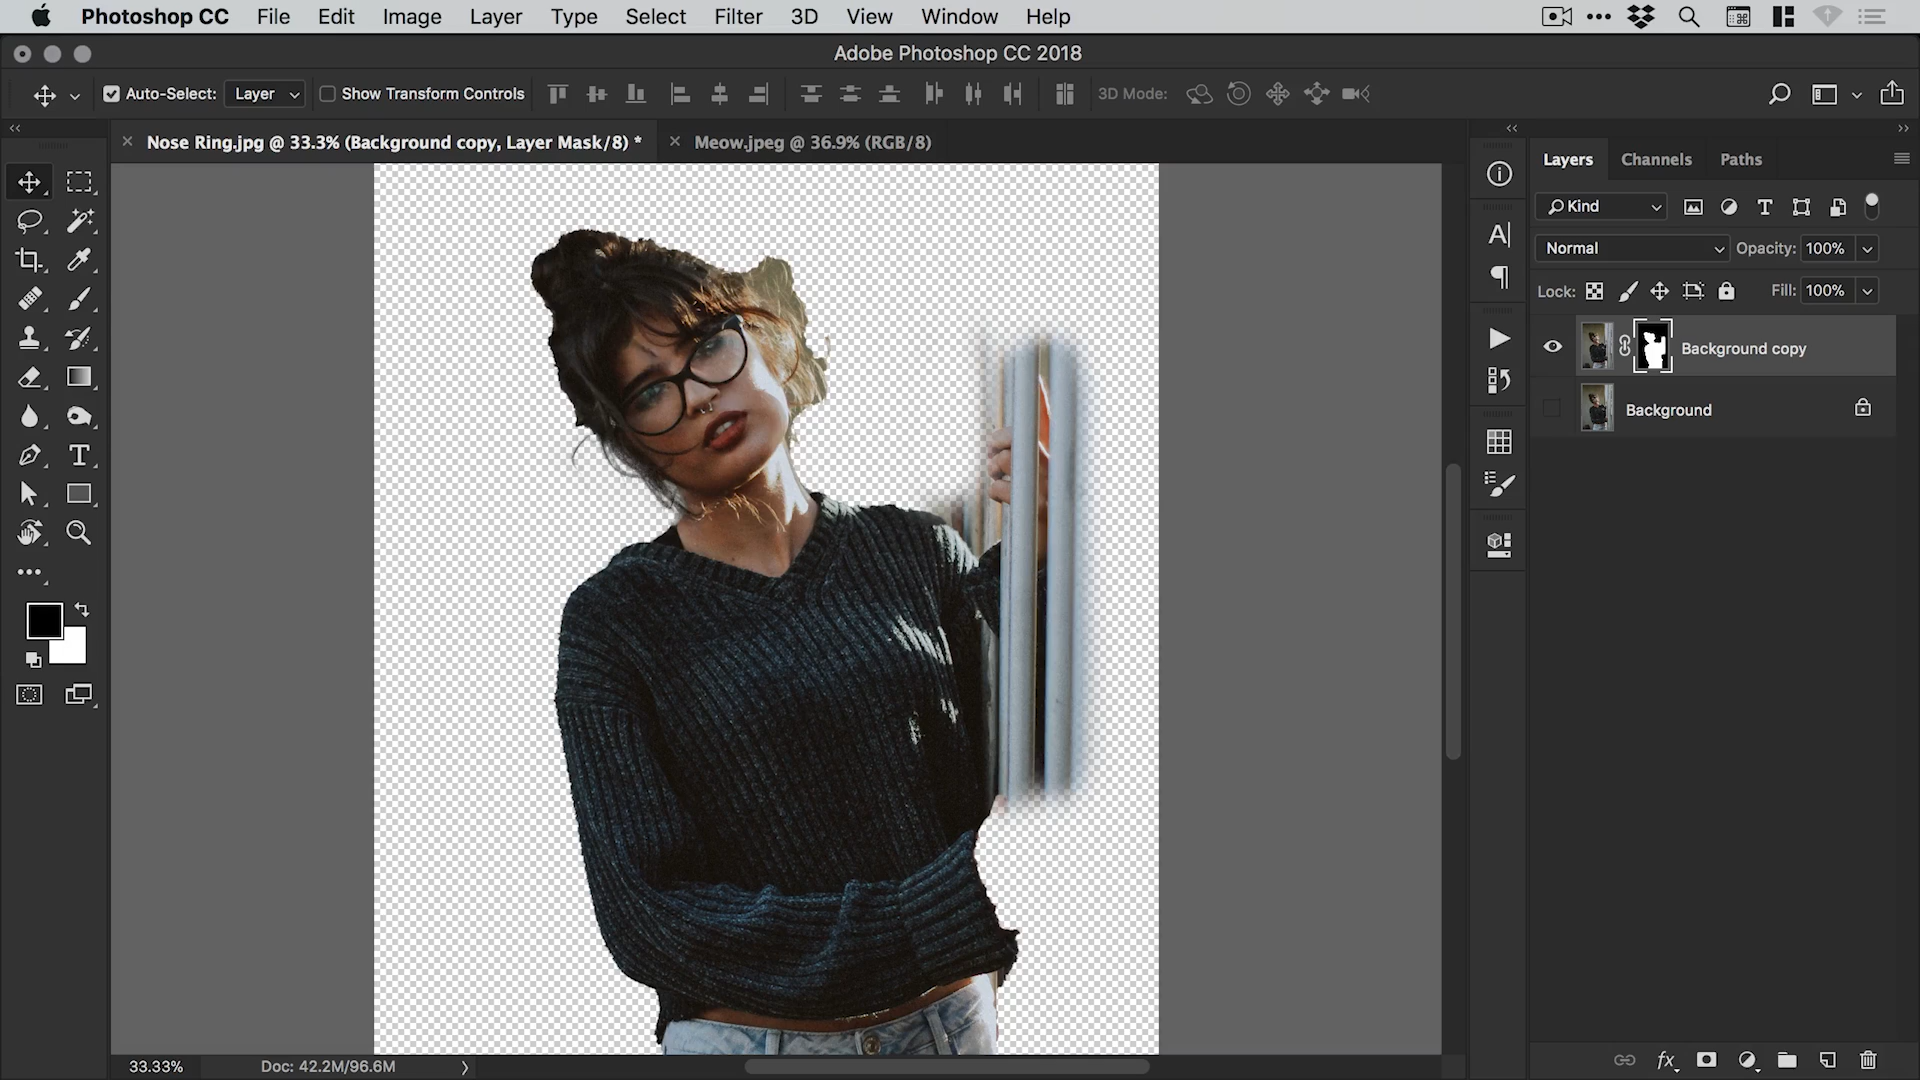 Photoshop CC File Edit Image Layer Type Select Filter 3D View Window Help
Adobe Photoshop CC 2018
Auto-Select: Layer Show Transform Controls 3D Mode:
Nose Ring.jpg @ 33.3% (Background copy, Layer Mask/8) * Meow.jpeg @ 36.9% (RGB/8)
Layers Channels Paths
Kind
Normal Opacity: 100%
Lock: Fill: 100%
Background copy
Background
33.33% Doc: 42.2M/96.6M